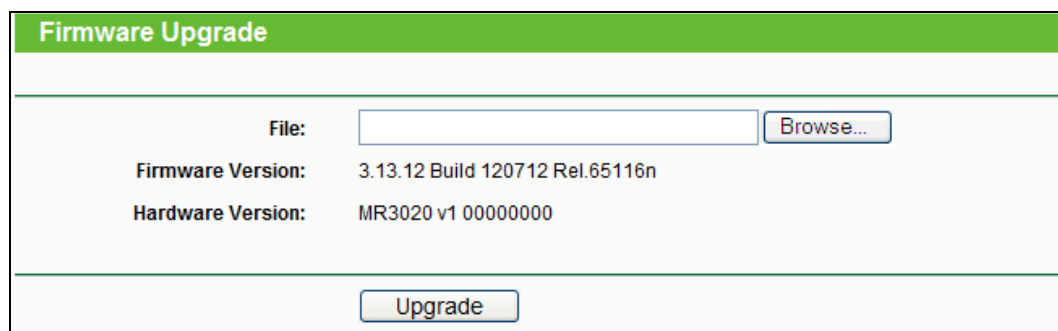 Firmware Upgrade
File: Browse...
Firmware Version: 3.13.12 Build 120712 Rel.65116n
Hardware Version: MR3020 v1 00000000
Upgrade